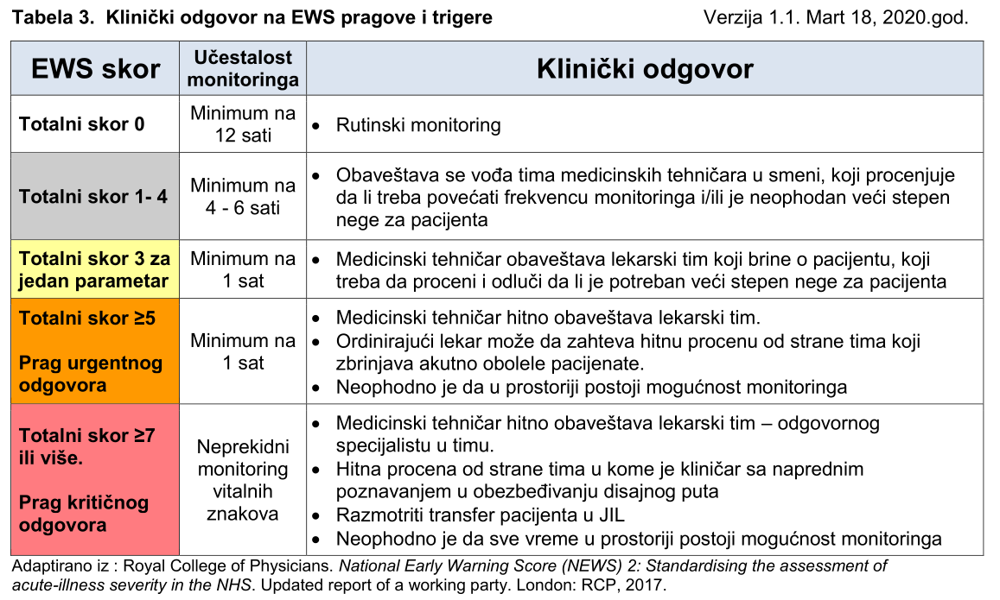 Tabela 3. Klinički odgovor na EWS pragove i trigere
Verzija 1.1. Mart 18, 2020.god.
EWS skor
Učestalost
monitoringa
Klinički odgovor
Totalni skor 0
Minimum na
12 sati
• Rutinski monitoring
Totalni skor 1- 4
Minimum na
4 - 6 sati
• Obaveštava se vođa tima medicinskih tehničara u smeni, koji procenjuje
da li treba povećati frekvencu monitoringa i/ili je neophodan veći stepen
nege za pacijenta
Totalni skor 3 za
jedan parametar
Minimum na
1 sat
• Medicinski tehničar obaveštava lekarski tim koji brine o pacijentu, koji
treba da proceni i odluči da li je potreban veći stepen nege za pacijenta
Totalni skor ≥5
Prag urgentnog
odgovora
Minimum na
1 sat
• Medicinski tehničar hitno obaveštava lekarski tim.
• Ordinirajući lekar može da zahteva hitnu procenu od strane tima koji
zbrinjava akutno obolele pacijenate.
• Neophodno je da u prostoriji postoji mogućnost monitoringa
Totalni skor ≥7
ili više.
Prag kritičnog
odgovora
Neprekidni
monitoring
vitalnih
znakova
• Medicinski tehničar hitno obaveštava lekarski tim – odgovornog
specijalistu u timu.
• Hitna procena od strane tima u kome je kliničar sa naprednim
poznavanjem u obezbeđivanju disajnog puta
• Razmotriti transfer pacijenta u JIL
• Neophodno je da sve vreme u prostoriji postoji mogućnost monitoringa
Adaptirano iz : Royal College of Physicians. National Early Warning Score (NEWS) 2: Standardising the assessment of
acute-illness severity in the NHS. Updated report of a working party. London: RCP, 2017.